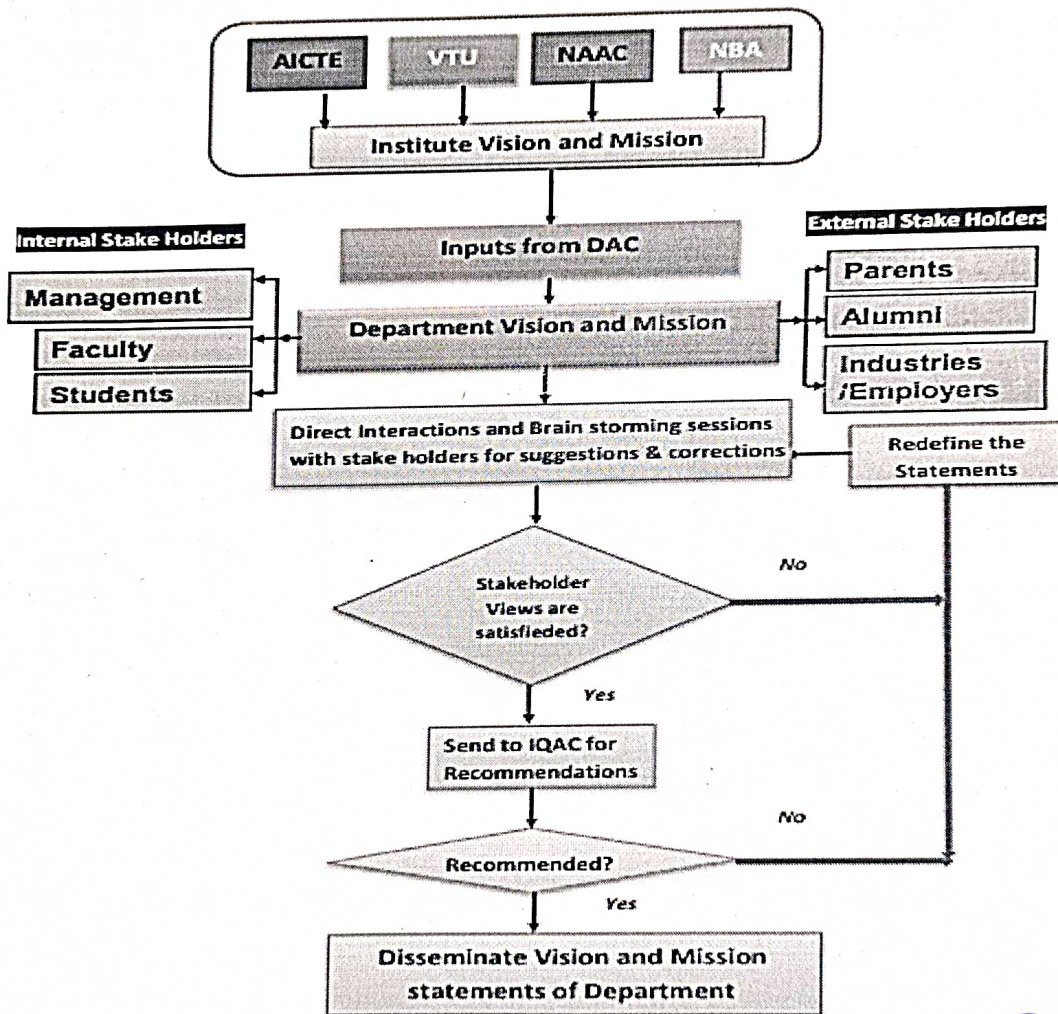 AICTE
VTU
NAAC
NBA
Institute Vision and Mission
Internal Stake Holders
External Stake Holders
Inputs from DAC
Management
Faculty
Students
Department Vision and Mission
Parents
Alumni
Industries
/Employers
Direct Interactions and Brain storming sessions
with stake holders for suggestions & corrections
Redefine the
Statements
Stakeholder
Views are
satisfieded?
No
Yes
Send to IQAC for
Recommendations
Recommended?
No
Yes
Disseminate Vision and Mission
statements of Department